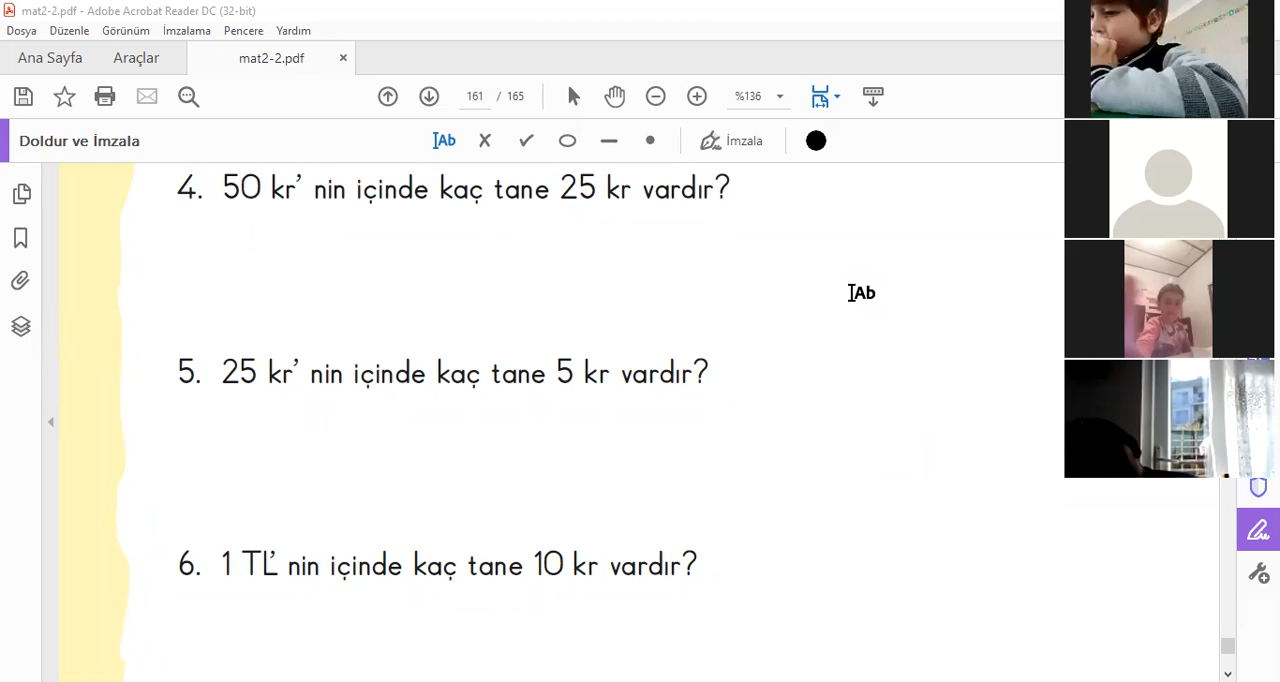 mat2-2.pdf - Adobe Acrobat Reader DC (32-bit)
Dosya Düzenle Görünüm İmzalama Pencere Yardım
Ana Sayfa Araçlar mat2-2.pdf ×
161 / 165 %136
Doldur ve İmzala Ab İmzala
4. 50 kr' nin içinde kaç tane 25 kr vardır?
Ab
5. 25 kr' nin içinde kaç tane 5 kr vardır?
6. 1 TL' nin içinde kaç tane 10 kr vardır?